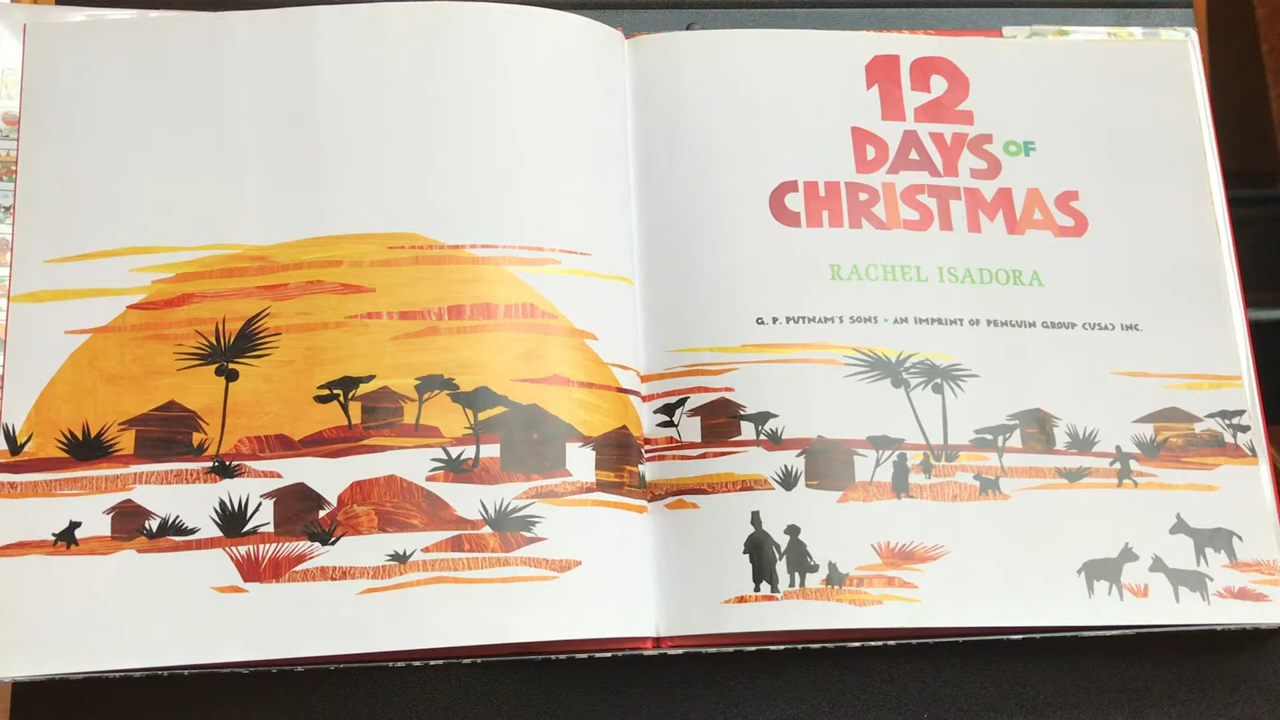 12
DAYS OF
CHRISTMAS
RACHEL ISADORA
G. P. PUTNAM'S SONS • AN IMPRINT OF PENGUIN GROUP (USA) INC.